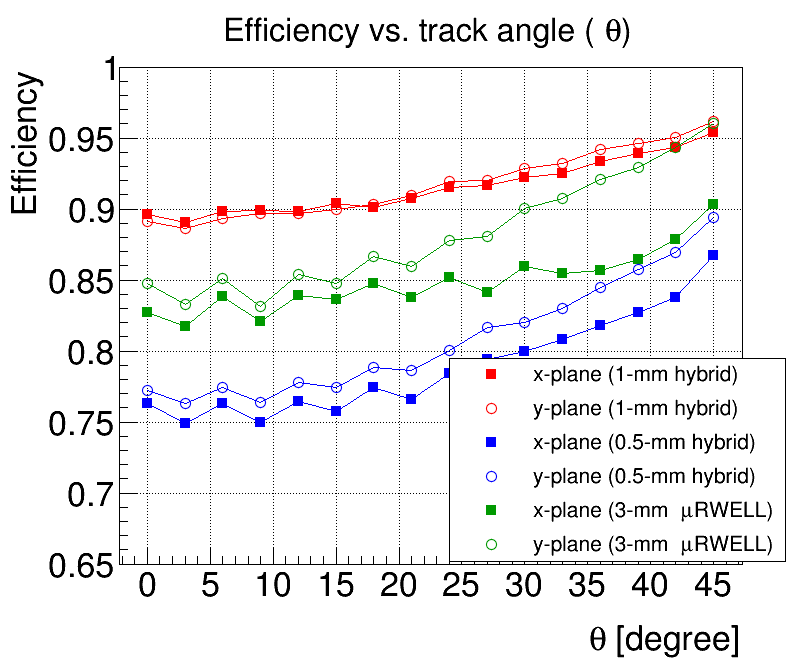 Efficiency vs. track angle ( θ)
Efficiency
1
0.95
0.9
0.85
0.8
0.75
0.7
0.65
x-plane (1-mm hybrid)
y-plane (1-mm hybrid)
x-plane (0.5-mm hybrid)
y-plane (0.5-mm hybrid)
x-plane (3-mm μRWELL)
y-plane (3-mm μRWELL)
0 5 10 15 20 25 30 35 40 45
θ [degree]